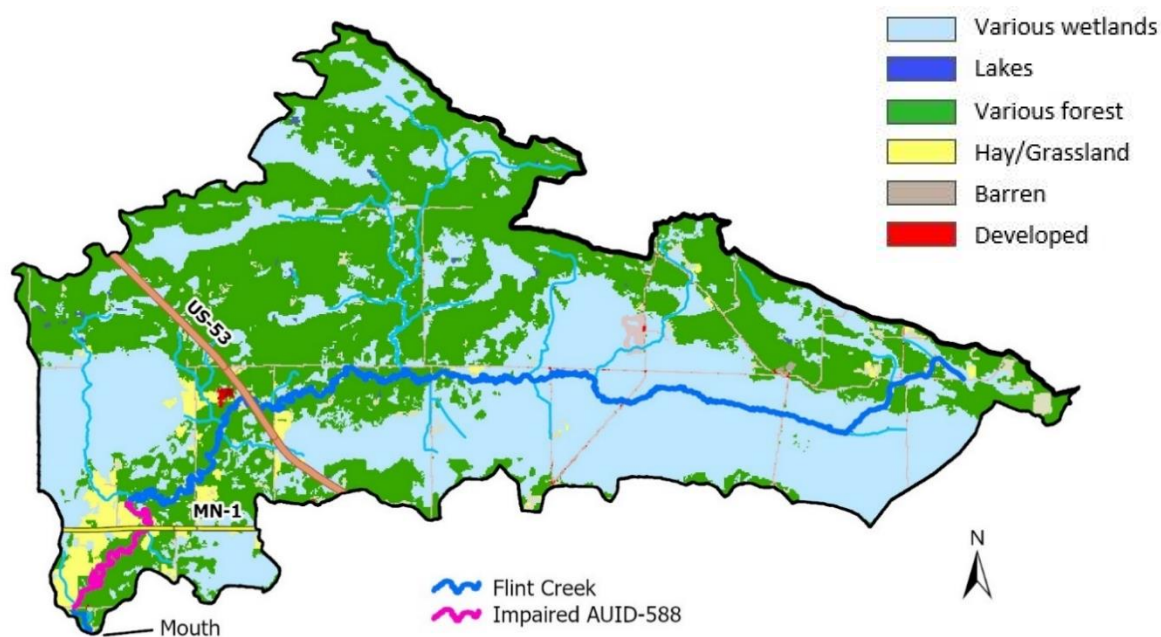 Various wetlands
Lakes
Various forest
Hay/Grassland
Barren
Developed
US-53
MN-1
N
Flint Creek
Impaired AUID-588
Mouth